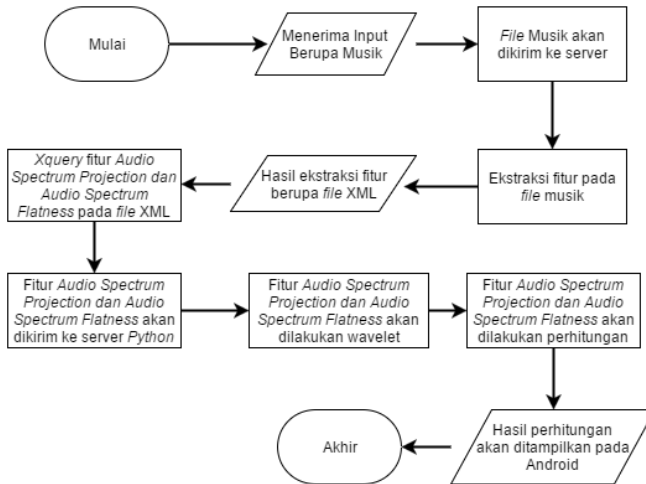 Mulai
Menerima Input
Berupa Musik
File Musik akan
dikirim ke server
Ekstraksi fitur pada
file musik
Hasil ekstraksi fitur
berupa file XML
Xquery fitur Audio
Spectrum Projection dan
Audio Spectrum
Flatness pada file XML
Fitur Audio Spectrum
Projection dan Audio
Spectrum Flatness akan
dikirim ke server Python
Fitur Audio Spectrum
Projection dan Audio
Spectrum Flatness akan
dilakukan wavelet
Fitur Audio Spectrum
Projection dan Audio
Spectrum Flatness akan
dilakukan perhitungan
Hasil perhitungan
akan ditampilkan pada
Android
Akhir